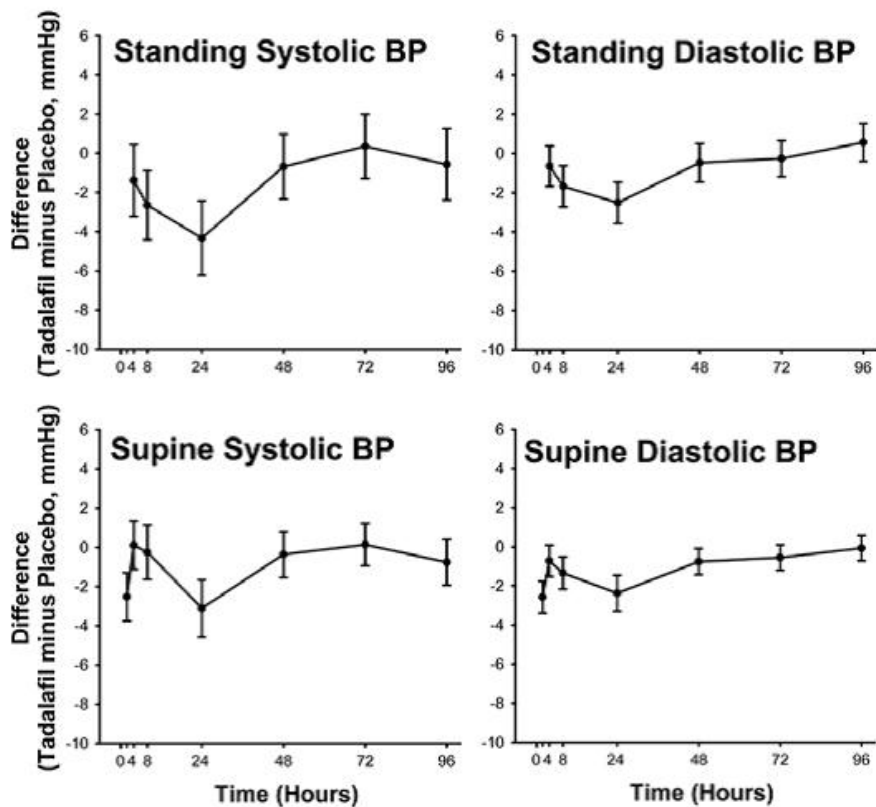 Standing Systolic BP
6
4
2
0
-2
-4
-6
-8
-10
0 4 8 24 48 72 96
Difference
(Tadalafil minus Placebo, mmHg)
Standing Diastolic BP
6
4
2
0
-2
-4
-6
-8
-10
0 4 8 24 48 72 96
Supine Systolic BP
6
4
2
0
-2
-4
-6
-8
-10
0 4 8 24 48 72 96
Difference
(Tadalafil minus Placebo, mmHg)
Time (Hours)
Supine Diastolic BP
6
4
2
0
-2
-4
-6
-8
-10
0 4 8 24 48 72 96
Time (Hours)